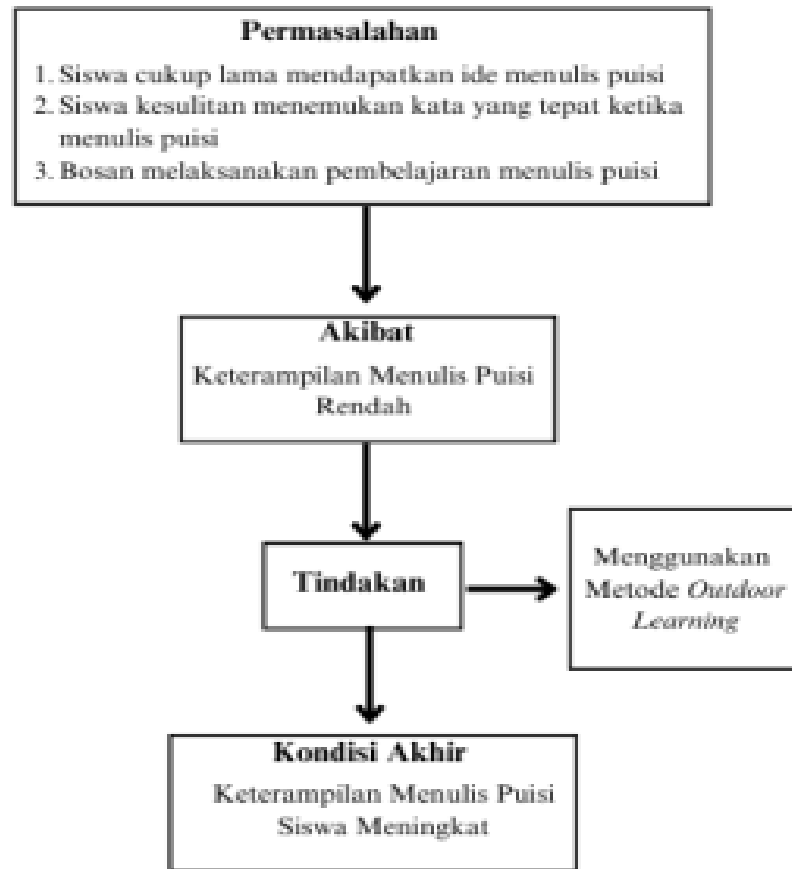 Permasalahan
1. Siswa cukup lama mendapatkan ide menulis puisi
2. Siswa kesulitan menemukan kata yang tepat ketika
menulis puisi
3. Bosan melaksanakan pembelajaran menulis puisi
Akibat
Keterampilan Menulis Puisi
Rendah
Tindakan
Menggunakan
Metode Outdoor
Learning
Kondisi Akhir
Keterampilan Menulis Puisi
Siswa Meningkat